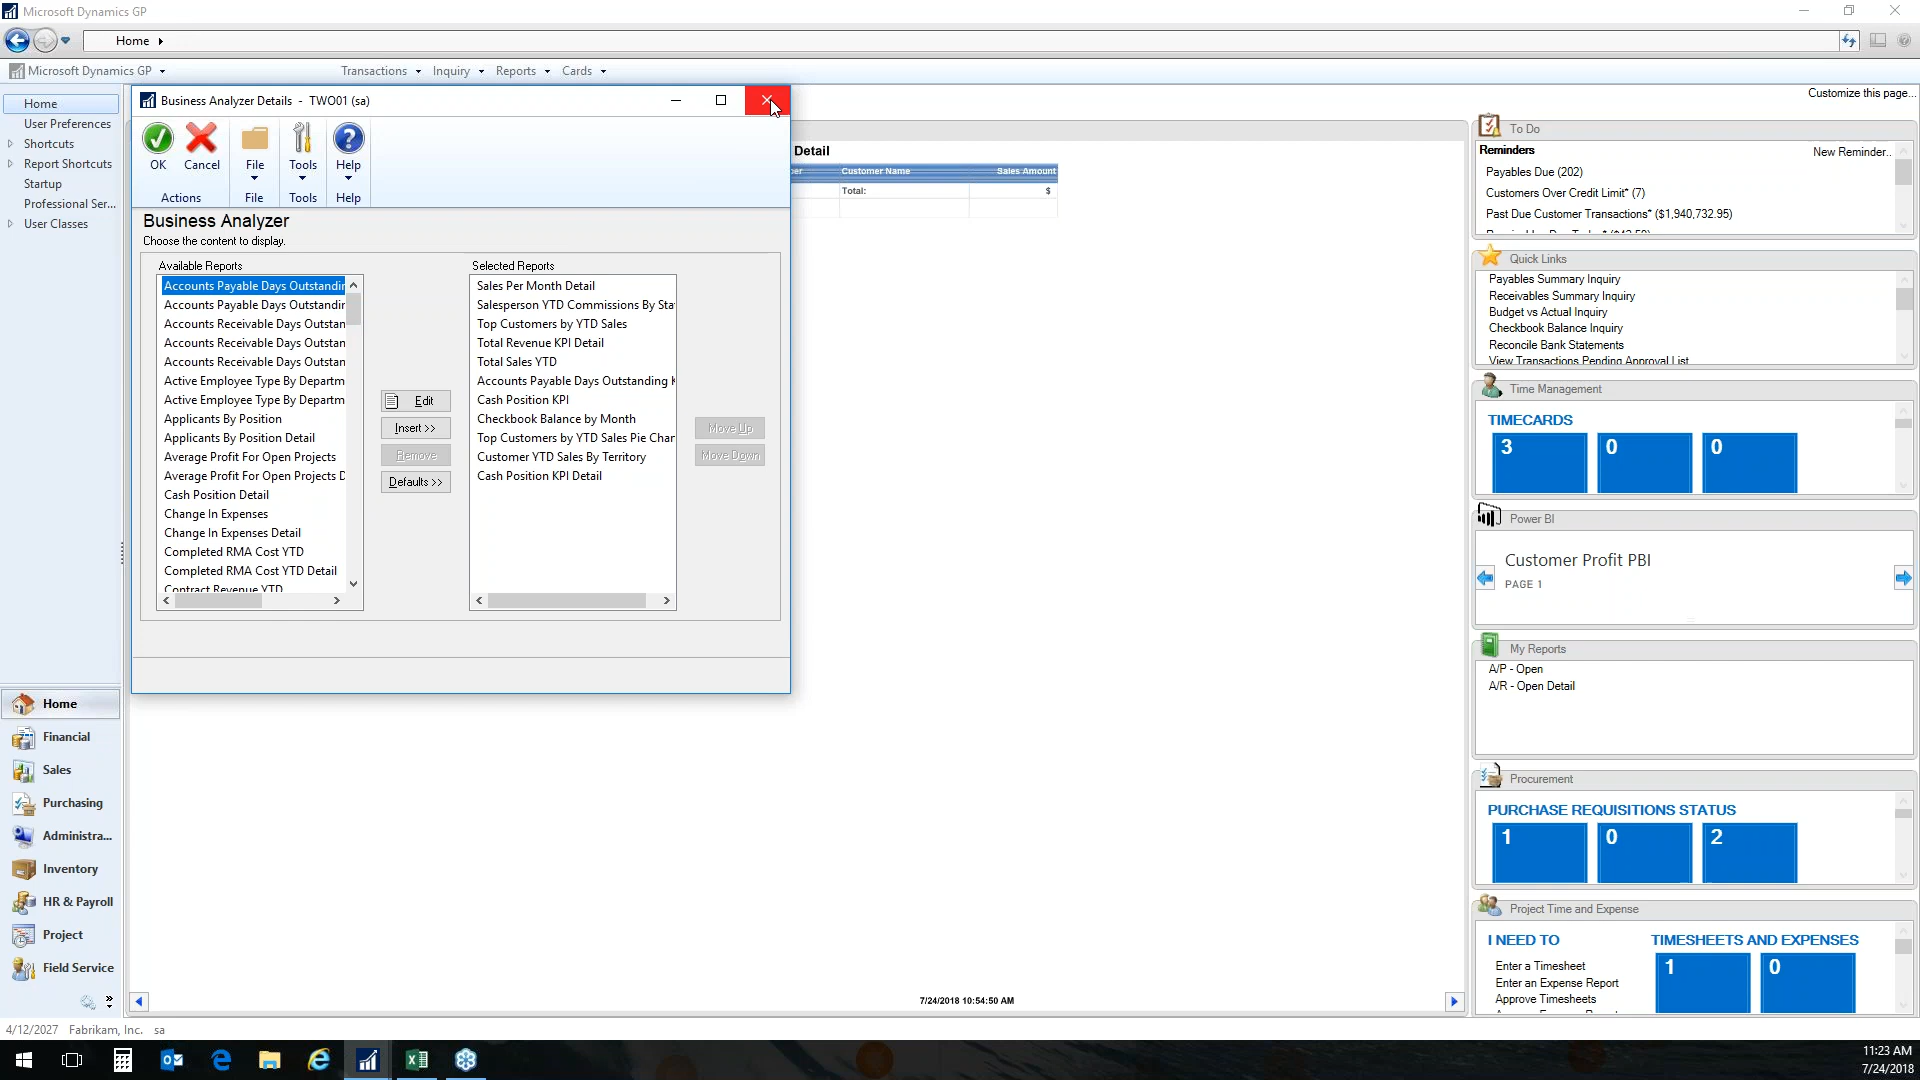 Microsoft Dynamics GP
Home
Microsoft Dynamics GP
Transactions
Inquiry
Reports
Cards
Customize this page...
Home
User Preferences
Shortcuts
Report Shortcuts
Startup
Professional Ser...
User Classes
Business Analyzer Details - TWO01 (sa)
OK
Cancel
File
Tools
Help
Actions
File
Tools
Help
Business Analyzer
Choose the content to display.
Available Reports
Accounts Payable Days Outstandin
Accounts Payable Days Outstandin
Accounts Receivable Days Outstan
Accounts Receivable Days Outstan
Accounts Receivable Days Outstan
Active Employee Type By Departm
Active Employee Type By Departm
Applicants By Position
Applicants By Position Detail
Average Profit For Open Projects
Average Profit For Open Projects D
Cash Position Detail
Change In Expenses
Change In Expenses Detail
Completed RMA Cost YTD
Completed RMA Cost YTD Detail
Contract Revenue YTD
Edit
Insert >>
Remove
Defaults >>
Selected Reports
Sales Per Month Detail
Salesperson YTD Commissions By Sta
Top Customers by YTD Sales
Total Revenue KPI Detail
Total Sales YTD
Accounts Payable Days Outstanding K
Cash Position KPI
Checkbook Balance by Month
Top Customers by YTD Sales Pie Char
Customer YTD Sales By Territory
Cash Position KPI Detail
Move Up
Move Down
Detail
Customer Name
Sales Amount
Total:
$
7/24/2018 10:54:50 AM
To Do
Reminders
New Reminder..
Payables Due (202)
Customers Over Credit Limit* (7)
Past Due Customer Transactions* ($1,940,732.95)
Quick Links
Payables Summary Inquiry
Receivables Summary Inquiry
Budget vs Actual Inquiry
Checkbook Balance Inquiry
Reconcile Bank Statements
View Transactions Pending Approval List
Time Management
TIMECARDS
3
0
0
Power BI
Customer Profit PBI
PAGE 1
My Reports
A/P - Open
A/R - Open Detail
Procurement
PURCHASE REQUISITIONS STATUS
1
0
2
Project Time and Expense
I NEED TO
Enter a Timesheet
Enter an Expense Report
Approve Timesheets
TIMESHEETS AND EXPENSES
1
0
Home
Financial
Sales
Purchasing
Administra...
Inventory
HR & Payroll
Project
Field Service
4/12/2027 Fabrikam, Inc. sa
11:23 AM
7/24/2018